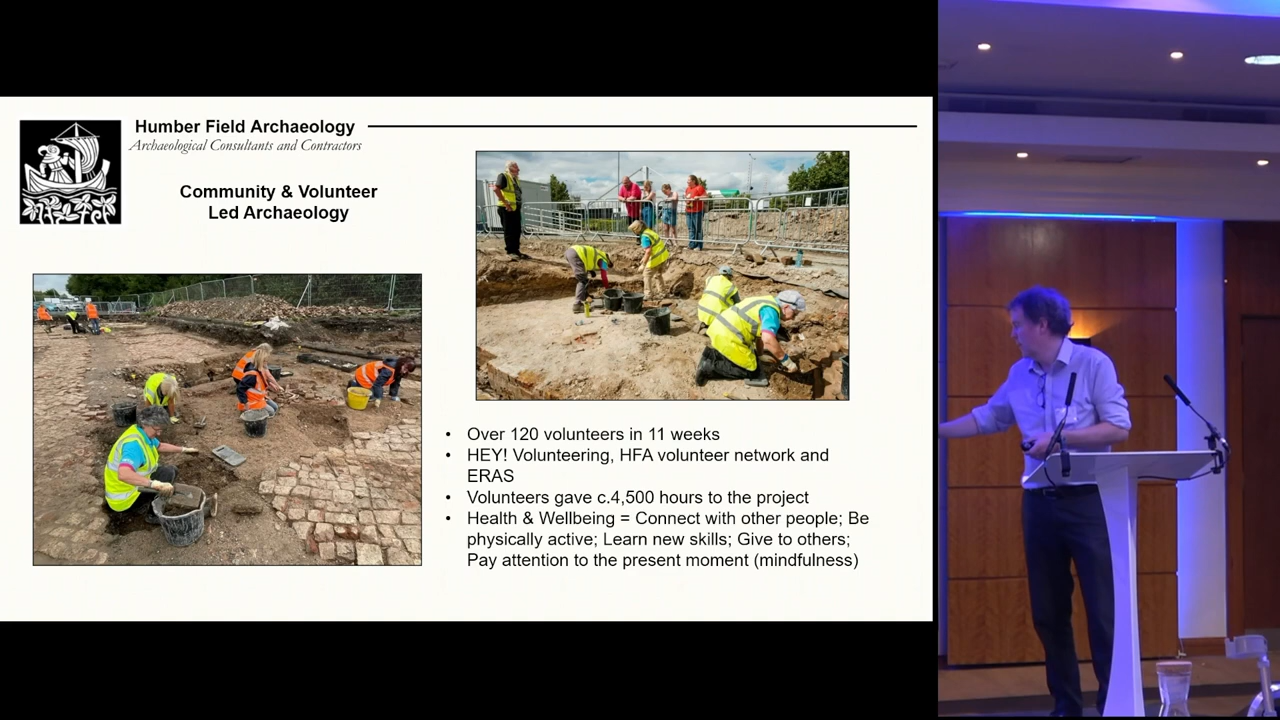 Humber Field Archaeology
Archaeological Consultants and Contractors
Community & Volunteer
Led Archaeology
• Over 120 volunteers in 11 weeks
• HEY! Volunteering, HFA volunteer network and
ERAS
• Volunteers gave c.4,500 hours to the project
• Health & Wellbeing = Connect with other people; Be
physically active; Learn new skills; Give to others;
Pay attention to the present moment (mindfulness)